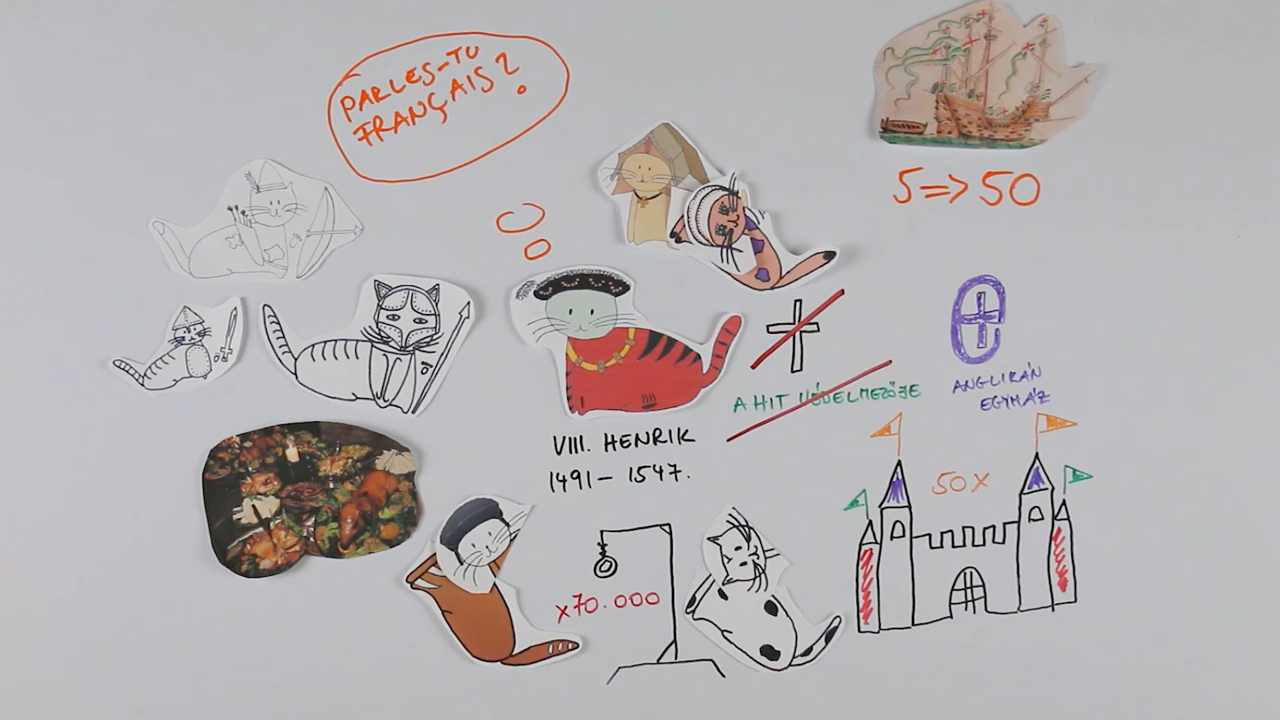 PARLES-TU
FRANÇAIS?
5=>50
A HIT VÉDELMEZŐJE
ANGLIKÁN
EGYHÁZ
VIII. HENRIK
1491 – 1547.
50X
x70.000